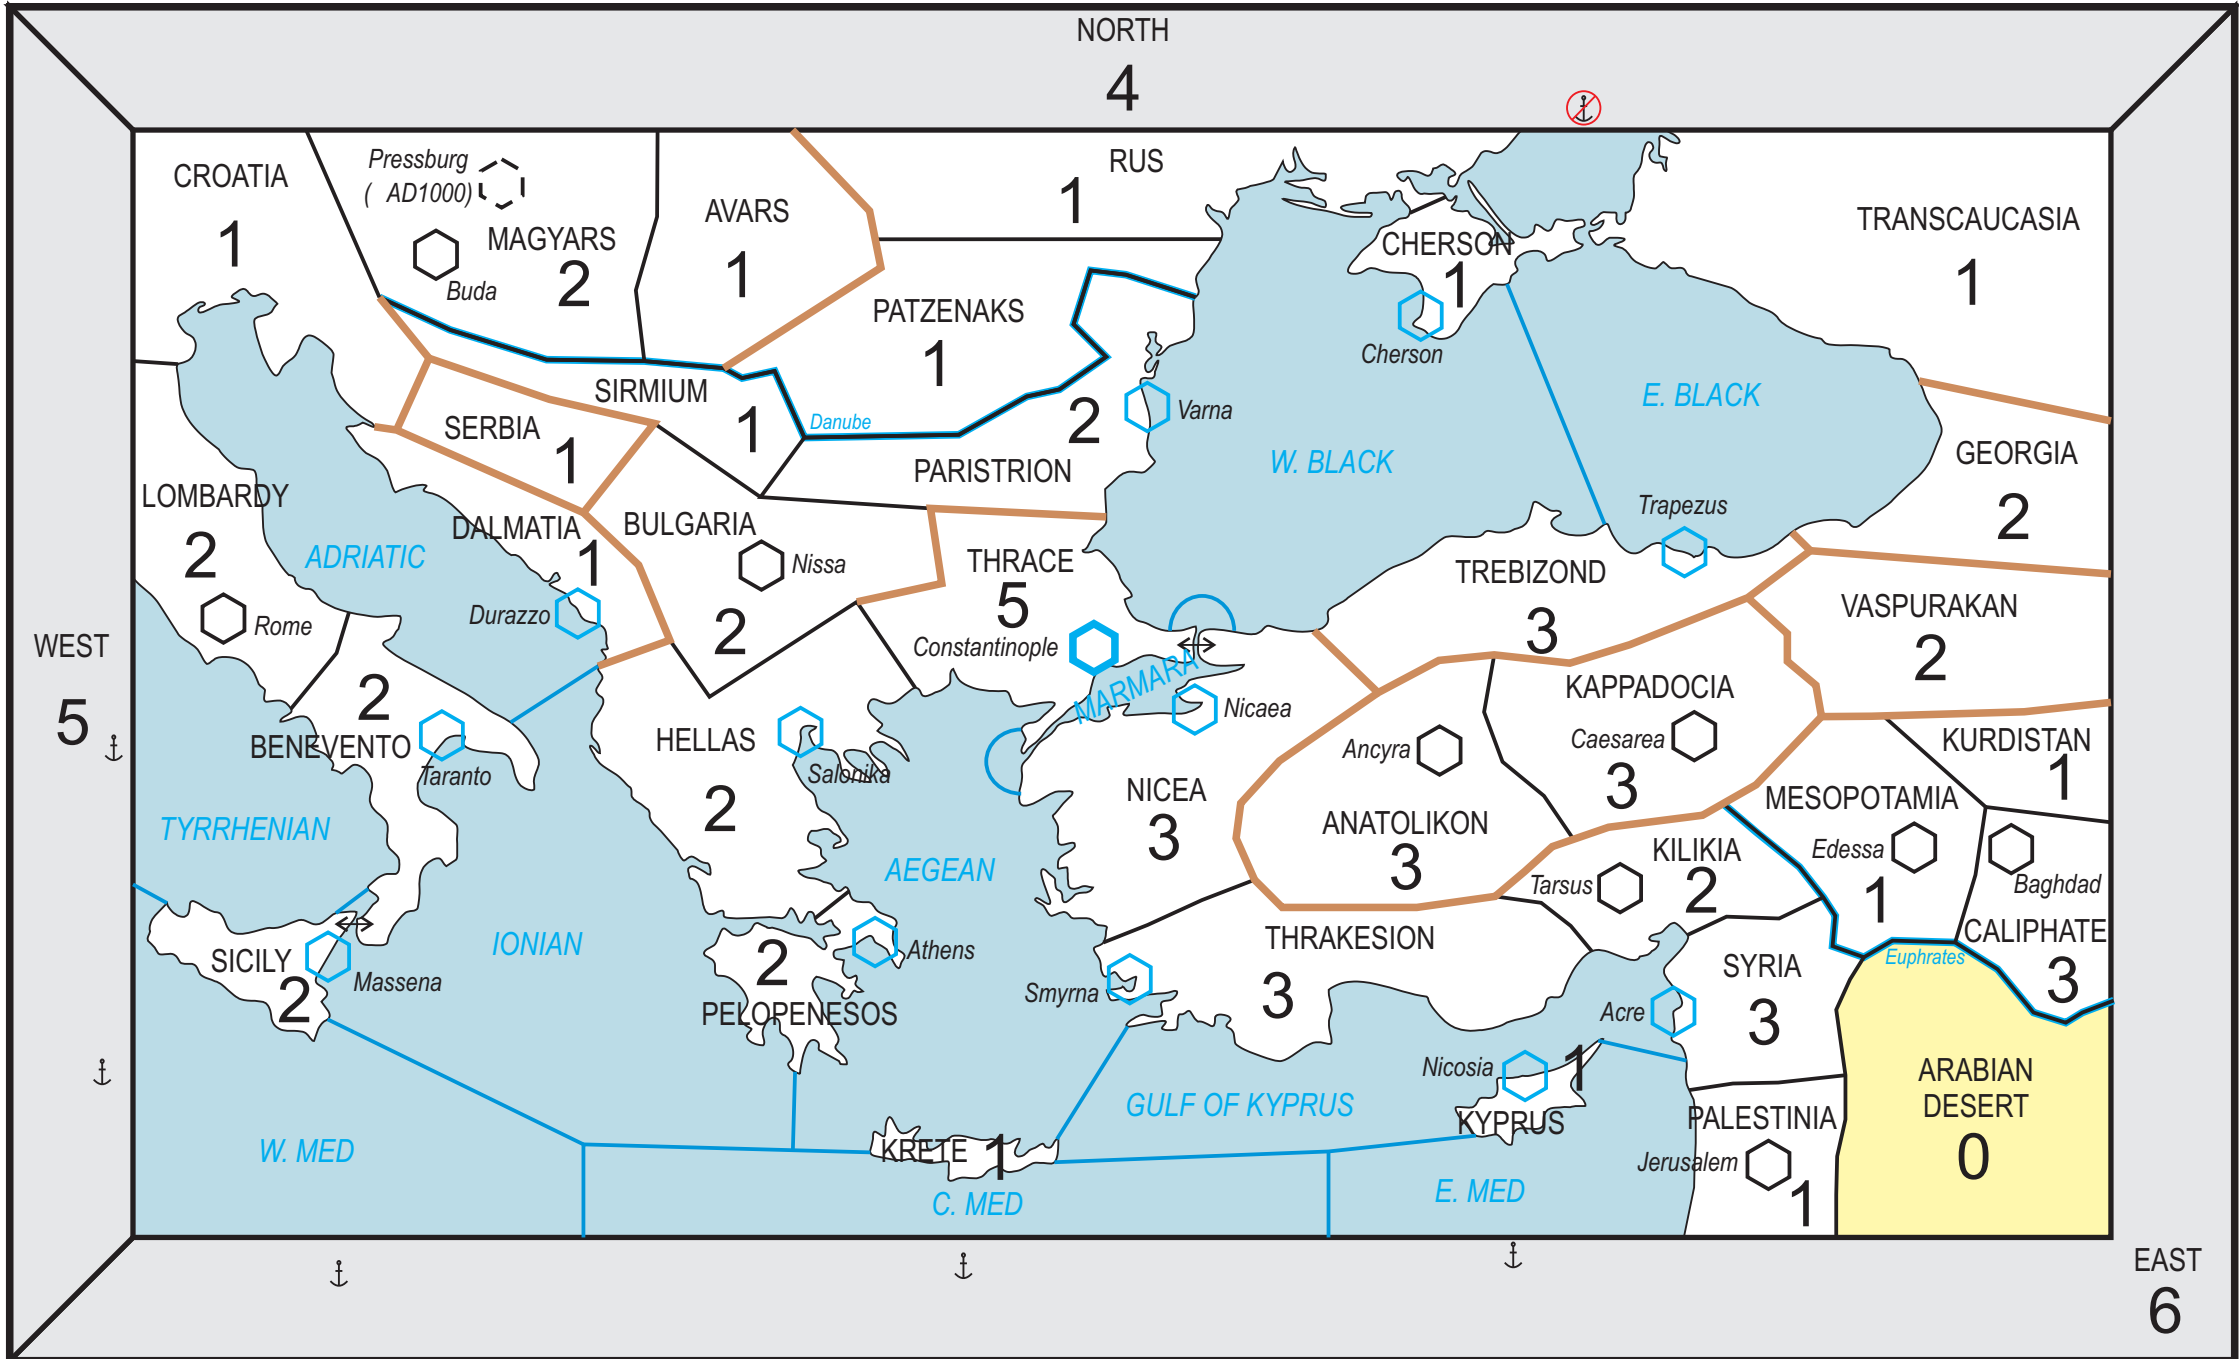 NORTH
4
CROATIA
1
Pressburg
( AD1000)
MAGYARS
2
Buda
AVARS
1
RUS
1
CHERSON
1
Cherson
TRANSCAUCASIA
1
PATZENAKS
1
SIRMIUM
1
Danube
SERBIA
1
2
Varna
PARISTRION
W. BLACK
E. BLACK
GEORGIA
2
LOMBARDY
2
Rome
ADRIATIC
DALMATIA
1
Durazzo
BULGARIA
Nissa
2
THRACE
5
Constantinople
MARMARA
Nicaea
Trapezus
TREBIZOND
3
VASPURAKAN
2
WEST
5
2
BENEVENTO
Taranto
HELLAS
2
Salonika
NICEA
3
Ancyra
ANATOLIKON
3
KAPPADOCIA
Caesarea
3
KURDISTAN
1
MESOPOTAMIA
Edessa
1
Baghdad
CALIPHATE
3
TYRRHENIAN
AEGEAN
KILIKIA
Tarsus
2
SICILY
2
Massena
IONIAN
2
Athens
PELOPENESOS
Smyrna
THRAKESION
3
SYRIA
Acre
3
Euphrates
ARABIAN
DESERT
0
Nicosia
1
KYPRUS
GULF OF KYPRUS
PALESTINIA
Jerusalem
1
KRETE 1
W. MED
C. MED
E. MED
EAST
6